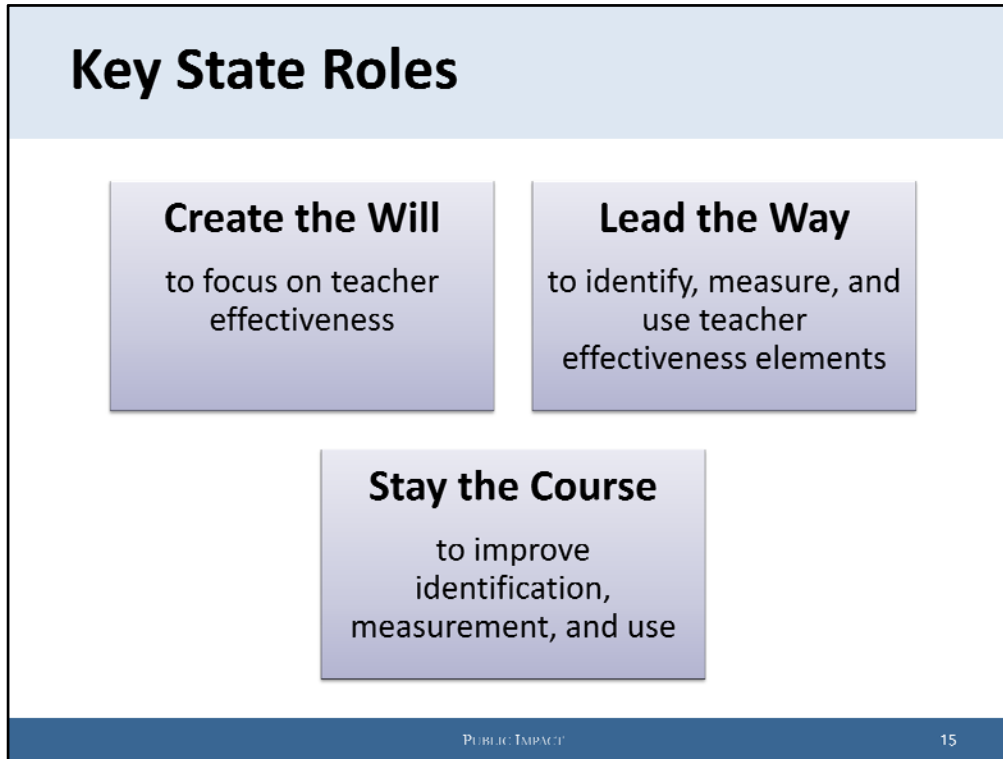 Key State Roles
Create the Will
to focus on teacher
effectiveness
Lead the Way
to identify, measure, and
use teacher
effectiveness elements
Stay the Course
to improve
identification,
measurement, and use
PUBLIC IMPACT
15